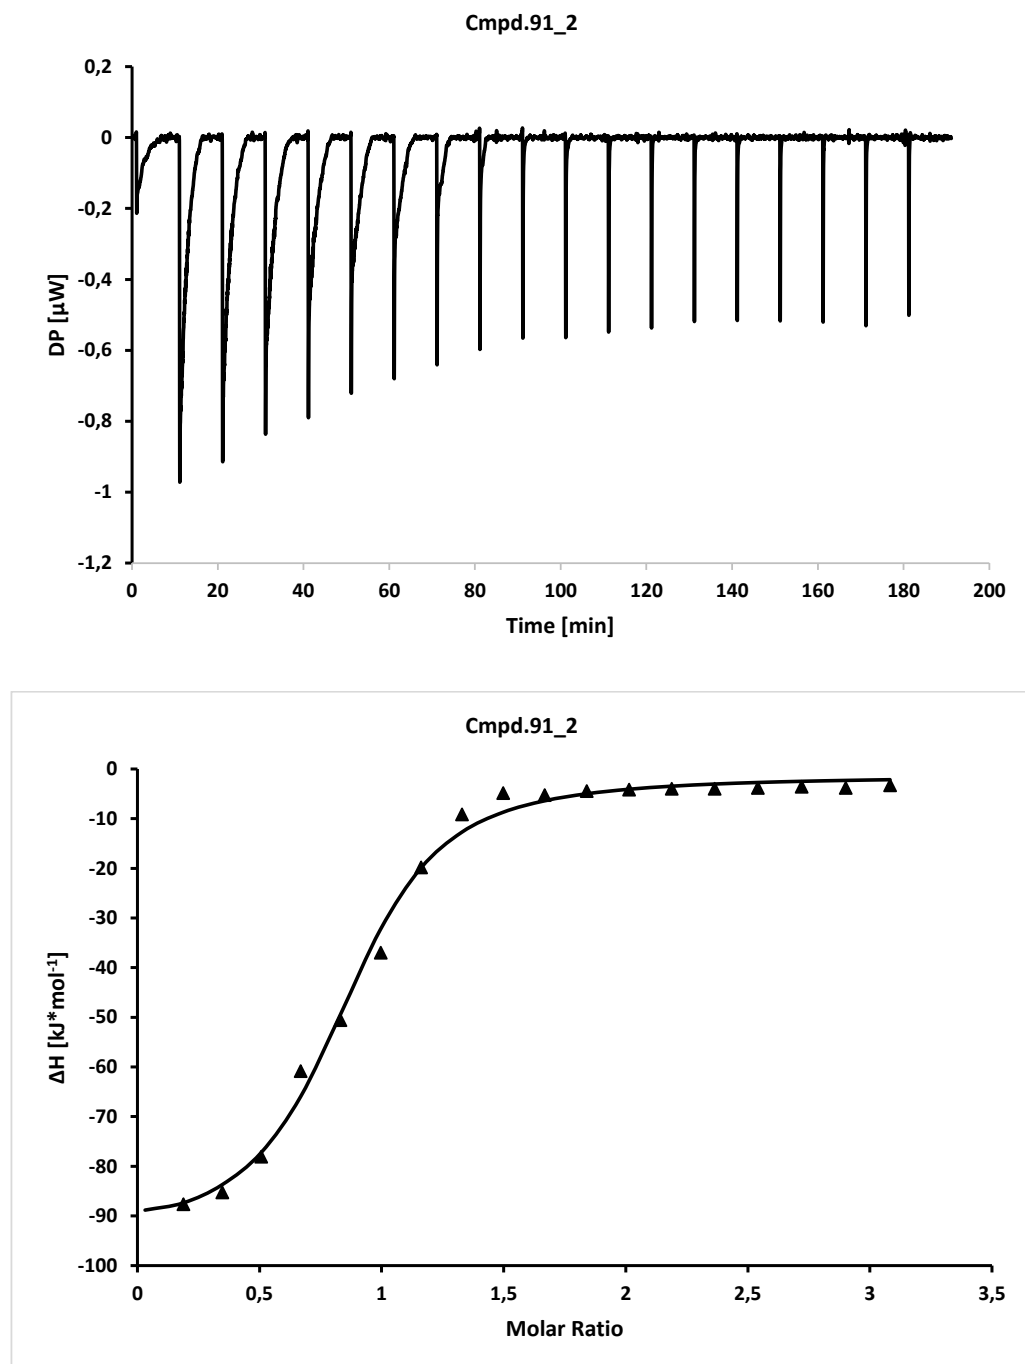 Cmpd.91_2
0,2
0
-0,2
-0,4
-0,6
-0,8
-1
-1,2
DP [µW]
0 20 40 60 80 100 120 140 160 180 200
Time [min]
Cmpd.91_2
0
-10
-20
-30
-40
-50
-60
-70
-80
-90
-100
ΔH [kJ*mol⁻¹]
0 0,5 1 1,5 2 2,5 3 3,5
Molar Ratio